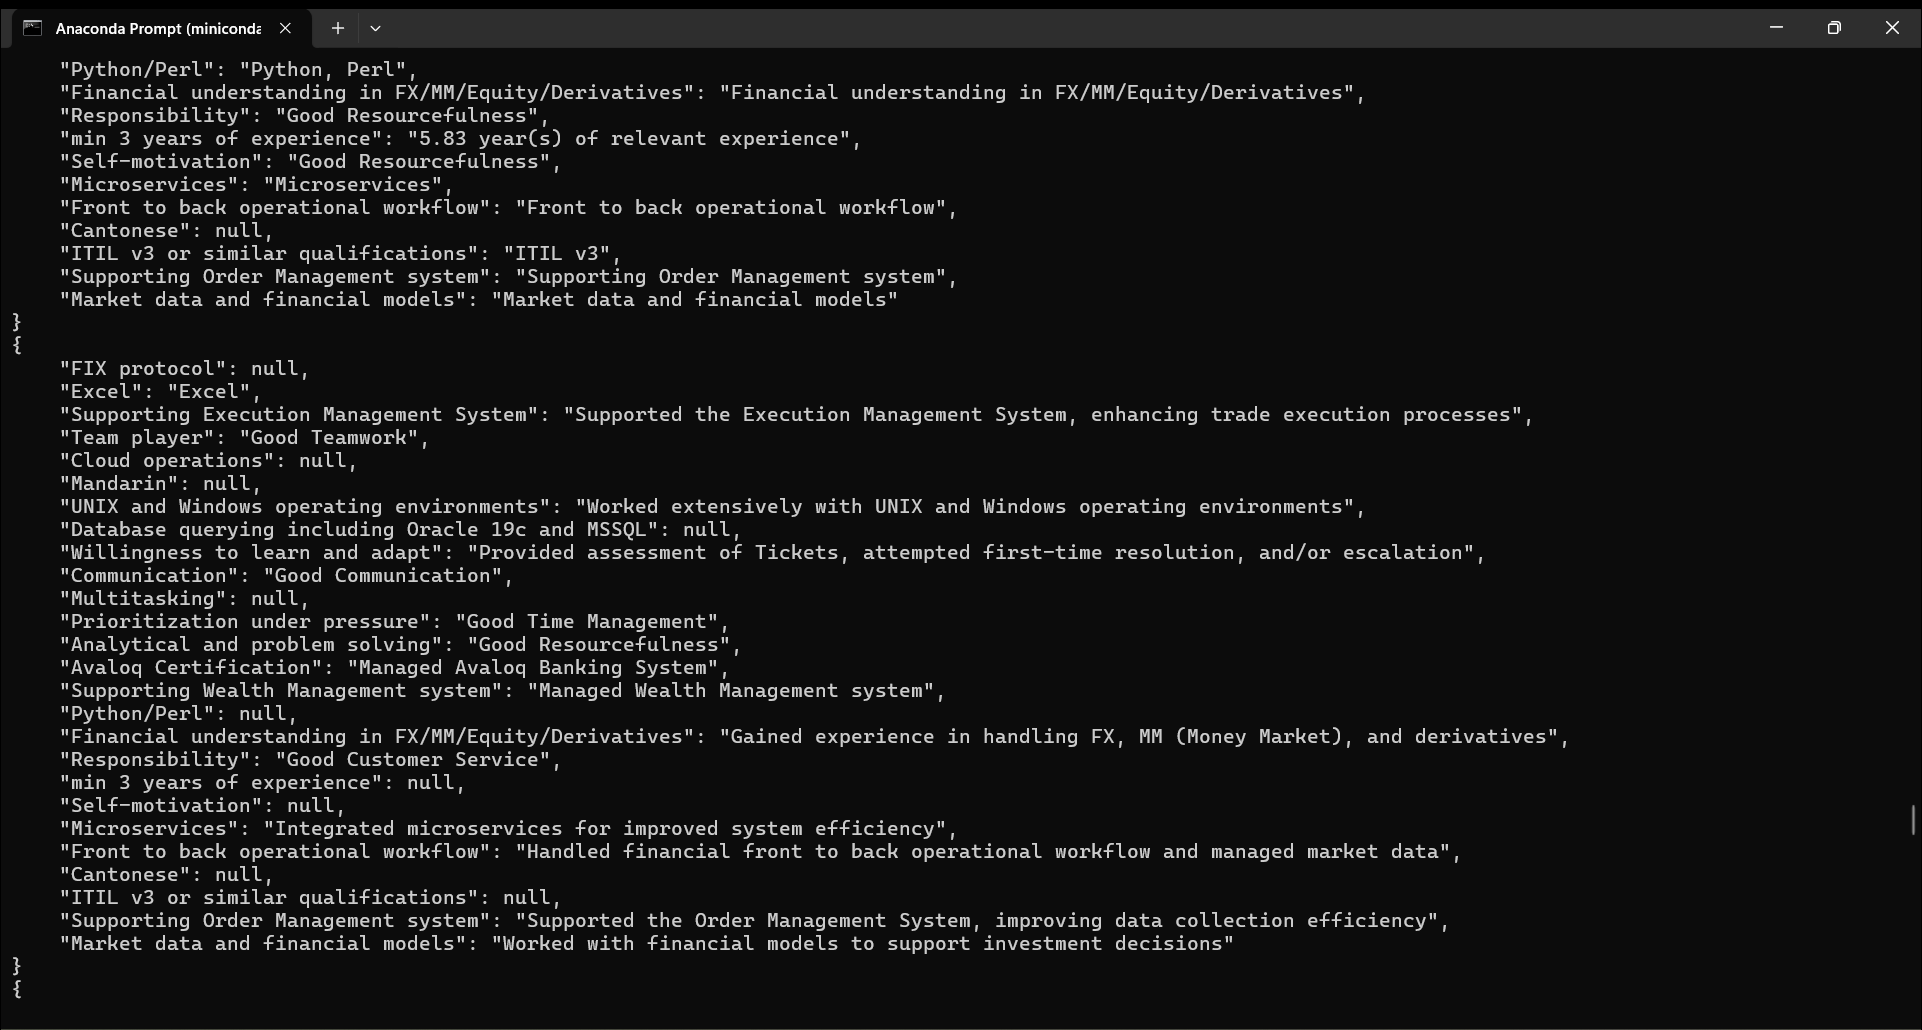 Anaconda Prompt (miniconda
    "Python/Perl": "Python, Perl",
    "Financial understanding in FX/MM/Equity/Derivatives": "Financial understanding in FX/MM/Equity/Derivatives",
    "Responsibility": "Good Resourcefulness",
    "min 3 years of experience": "5.83 year(s) of relevant experience",
    "Self-motivation": "Good Resourcefulness",
    "Microservices": "Microservices",
    "Front to back operational workflow": "Front to back operational workflow",
    "Cantonese": null,
    "ITIL v3 or similar qualifications": "ITIL v3",
    "Supporting Order Management system": "Supporting Order Management system",
    "Market data and financial models": "Market data and financial models"
}
{
    "FIX protocol": null,
    "Excel": "Excel",
    "Supporting Execution Management System": "Supported the Execution Management System, enhancing trade execution processes",
    "Team player": "Good Teamwork",
    "Cloud operations": null,
    "Mandarin": null,
    "UNIX and Windows operating environments": "Worked extensively with UNIX and Windows operating environments",
    "Database querying including Oracle 19c and MSSQL": null,
    "Willingness to learn and adapt": "Provided assessment of Tickets, attempted first-time resolution, and/or escalation",
    "Communication": "Good Communication",
    "Multitasking": null,
    "Prioritization under pressure": "Good Time Management",
    "Analytical and problem solving": "Good Resourcefulness",
    "Avaloq Certification": "Managed Avaloq Banking System",
    "Supporting Wealth Management system": "Managed Wealth Management system",
    "Python/Perl": null,
    "Financial understanding in FX/MM/Equity/Derivatives": "Gained experience in handling FX, MM (Money Market), and derivatives",
    "Responsibility": "Good Customer Service",
    "min 3 years of experience": null,
    "Self-motivation": null,
    "Microservices": "Integrated microservices for improved system efficiency",
    "Front to back operational workflow": "Handled financial front to back operational workflow and managed market data",
    "Cantonese": null,
    "ITIL v3 or similar qualifications": null,
    "Supporting Order Management system": "Supported the Order Management System, improving data collection efficiency",
    "Market data and financial models": "Worked with financial models to support investment decisions"
}
{